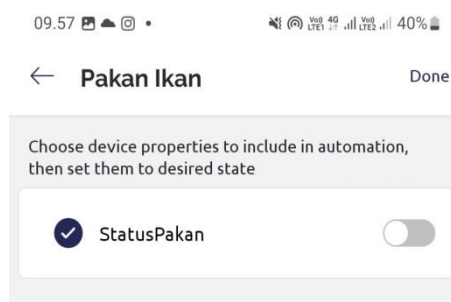 09.57
Vo) 4G Vo)
LTE1 LTE2 40%
Pakan Ikan Done
Choose device properties to include in automation,
then set them to desired state
StatusPakan